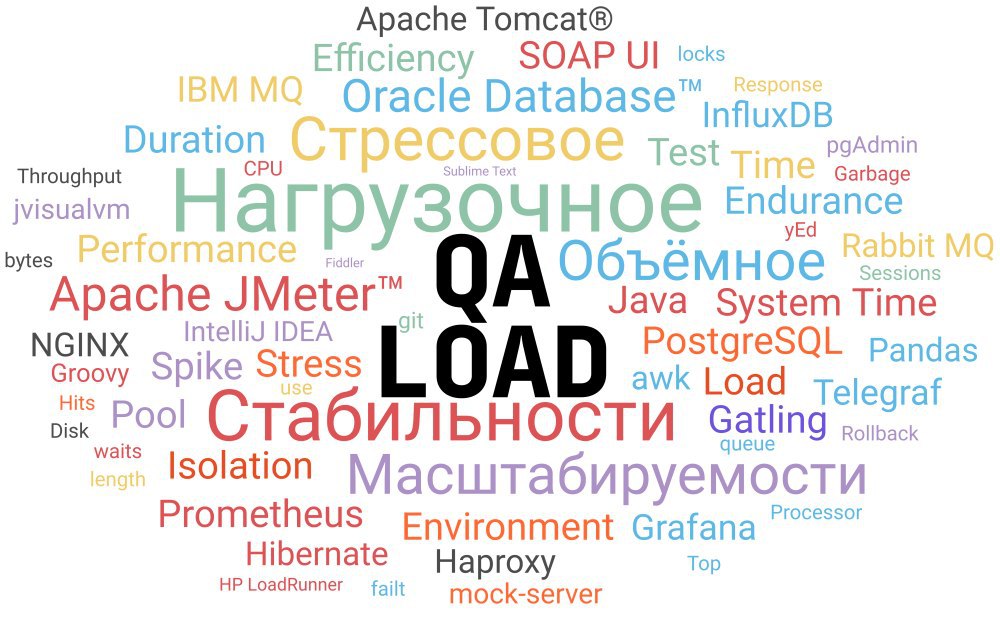 Apache Tomcat®
Efficiency
SOAP UI
locks
IBM MQ
Oracle Database™
Response
InfluxDB
Duration
Стрессовое
Test
Time
pgAdmin
Throughput
CPU
Sublime Text
Garbage
jvisualvm
Нагрузочное
Endurance
yEd
bytes
Performance
Fiddler
QA
Объёмное
Rabbit MQ
Sessions
Apache JMeter™
Java
System Time
git
NGINX
IntelliJ IDEA
LOAD
PostgreSQL
Pandas
Groovy
Spike
Stress
use
awk
Load
Telegraf
Hits
Pool
Стабильности
Gatling
Rollback
Disk
queue
waits
length
Isolation
Масштабируемости
Prometheus
Environment
Grafana
Processor
Hibernate
Haproxy
Top
HP LoadRunner
failt
mock-server